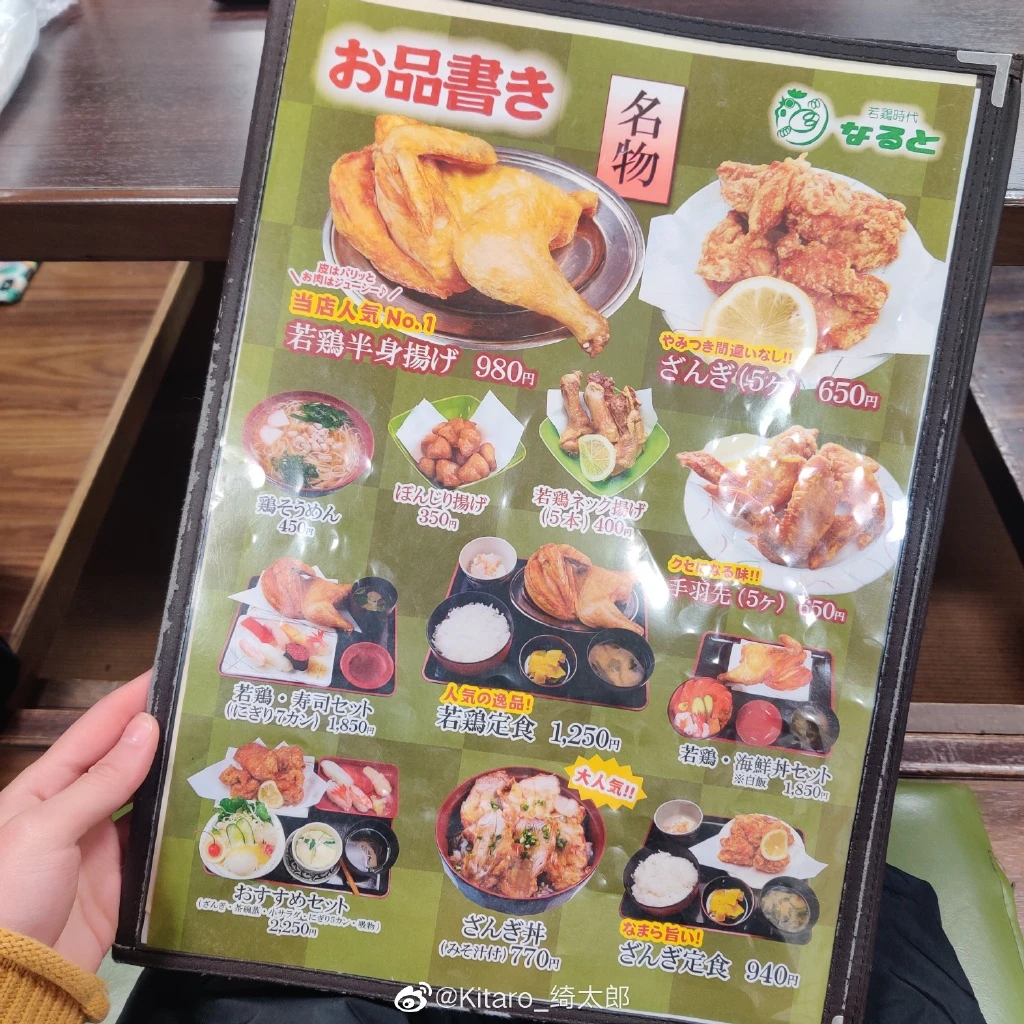 お品書き
名物
若鶏時代
なると
皮はパリッと
お肉はジューシー♪
当店人気 No.1
若鶏半身揚げ 980円
やみつき間違いなし!!
ざんぎ(5ヶ) 650円
鶏そうめん
450円
ぼんじり揚げ
350円
若鶏ネック揚げ
(5本) 400円
クセになる味!!
手羽先(5ヶ) 650円
若鶏・寿司セット
(にぎり7カン) 1,850円
人気の逸品!
若鶏定食 1,250円
若鶏・海鮮丼セット
※白飯 1,850円
おすすめセット
(ざんぎ・茶碗蒸・小サラダ・にぎり カン・吸物)
2,250円
大人気!!
ざんぎ丼
(みそ汁付) 770円
なまら旨い!
ざんぎ定食 940円
@Kitaro_绮太郎